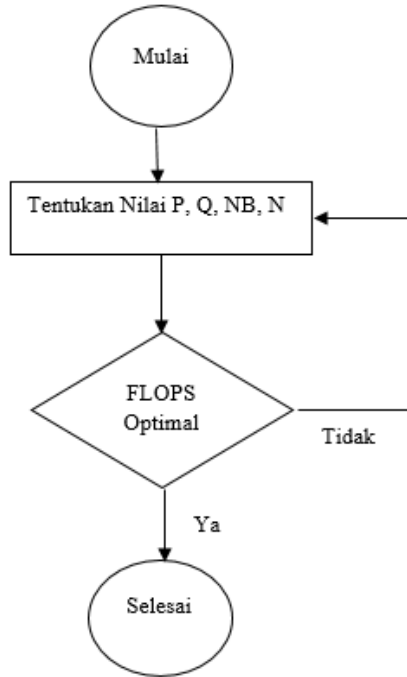 Mulai
Tentukan Nilai P, Q, NB, N
FLOPS
Optimal
Tidak
Ya
Selesai